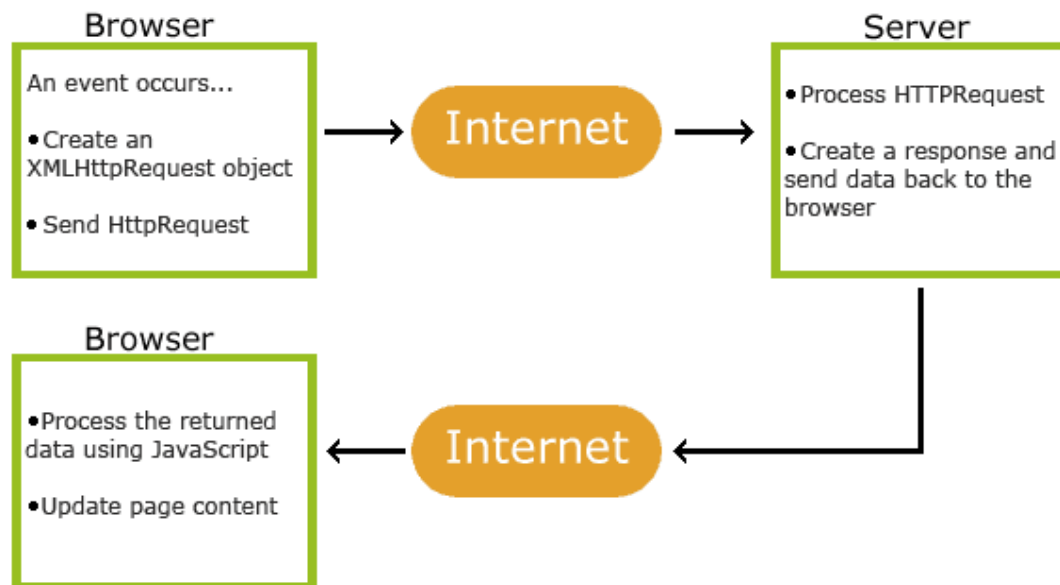 Browser
An event occurs...
•Create an
XMLHttpRequest object
•Send HttpRequest
Internet
Server
•Process HTTPRequest
•Create a response and
send data back to the
browser
Browser
•Process the returned
data using JavaScript
•Update page content
Internet